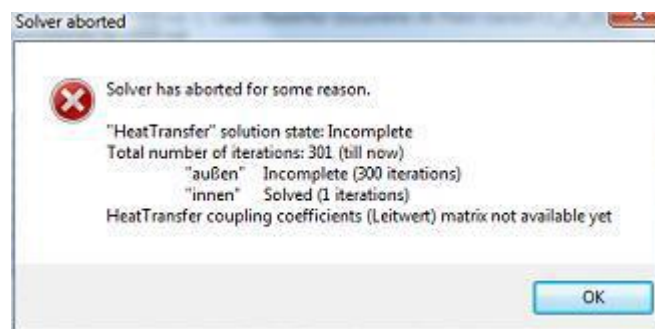 Solver aborted
Solver has aborted for some reason.
"HeatTransfer" solution state: Incomplete
Total number of iterations: 301 (till now)
"außen" Incomplete (300 iterations)
"innen" Solved (1 iterations)
HeatTransfer coupling coefficients (Leitwert) matrix not available yet
OK